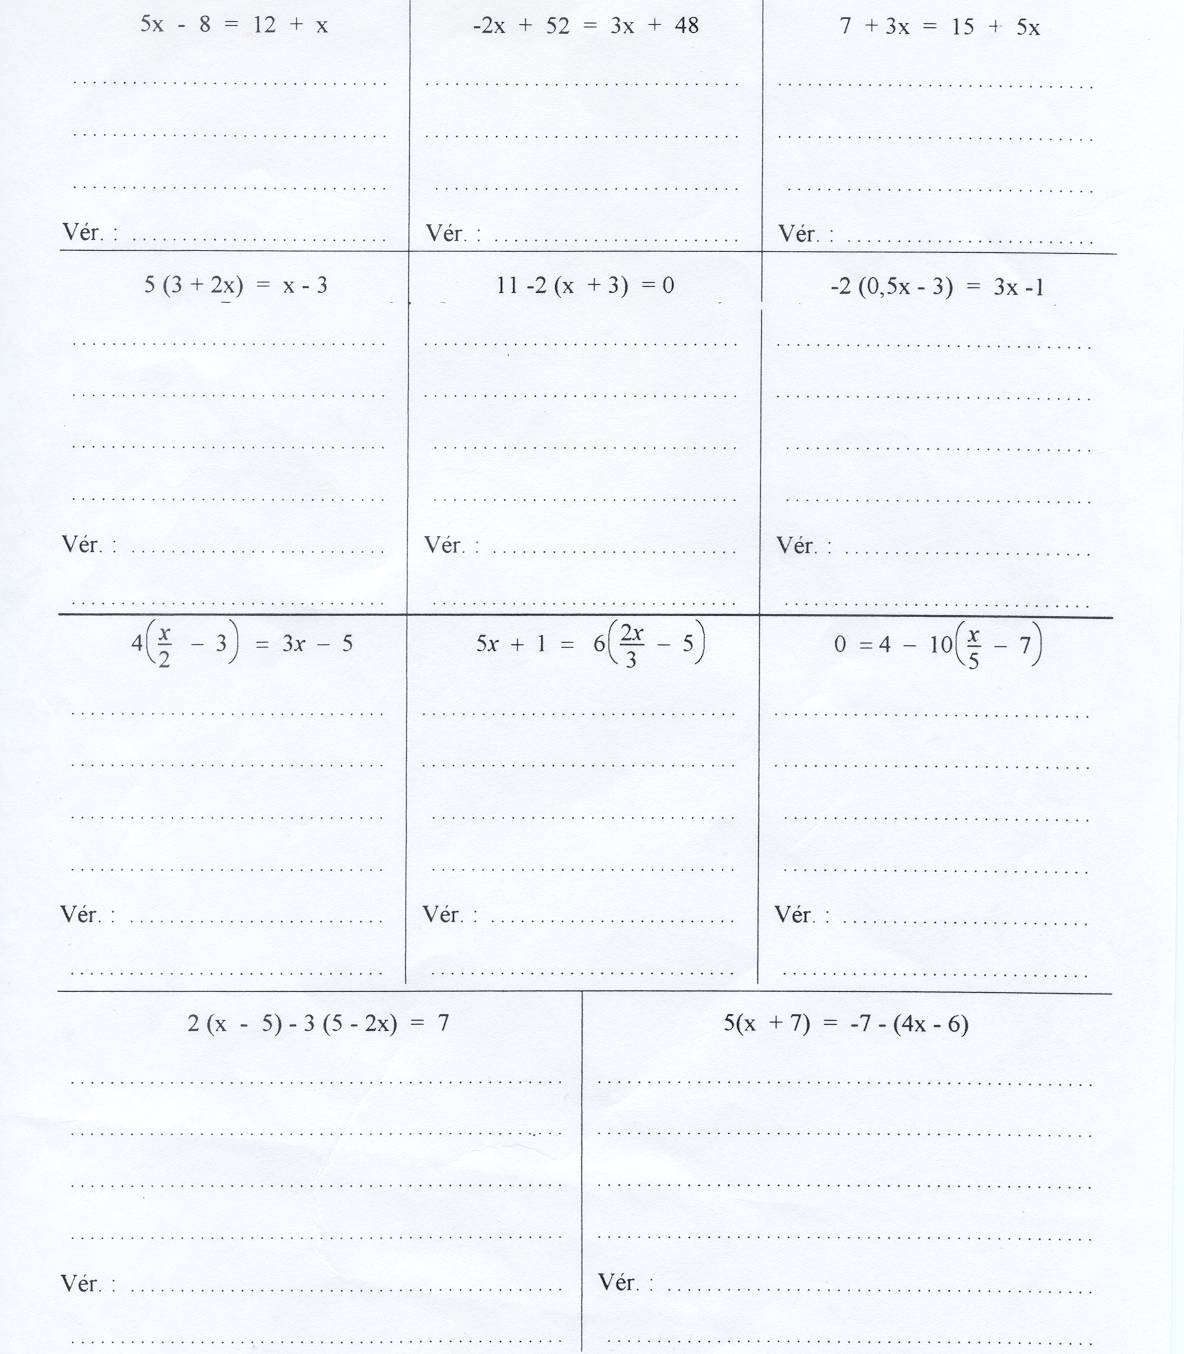 5x - 8 = 12 + x
-2x + 52 = 3x + 48
7 + 3x = 15 + 5x
Vér. : ..............................
Vér. : ..............................
Vér. : ..............................
5 (3 + 2x) = x - 3
11 -2 (x + 3) = 0
-2 (0,5x - 3) = 3x -1
Vér. : ..............................
Vér. : ..............................
Vér. : ..............................
4(x/2 - 3) = 3x - 5
5x + 1 = 6(2x/3 - 5)
0 = 4 - 10(x/5 - 7)
Vér. : ..............................
Vér. : ..............................
Vér. : ..............................
2 (x - 5) - 3 (5 - 2x) = 7
5(x + 7) = -7 - (4x - 6)
Vér. : ..............................
Vér. : ..............................